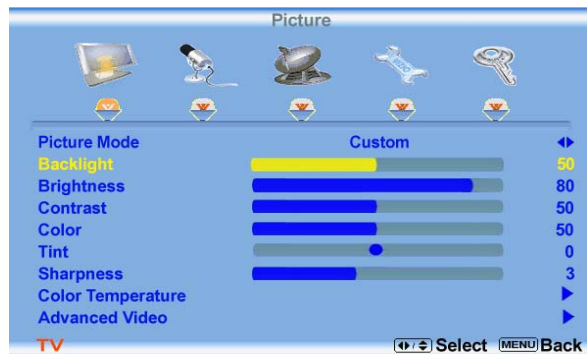 Picture
Picture Mode Custom
Backlight 50
Brightness 80
Contrast 50
Color 50
Tint 0
Sharpness 3
Color Temperature
Advanced Video
TV Select MENU Back